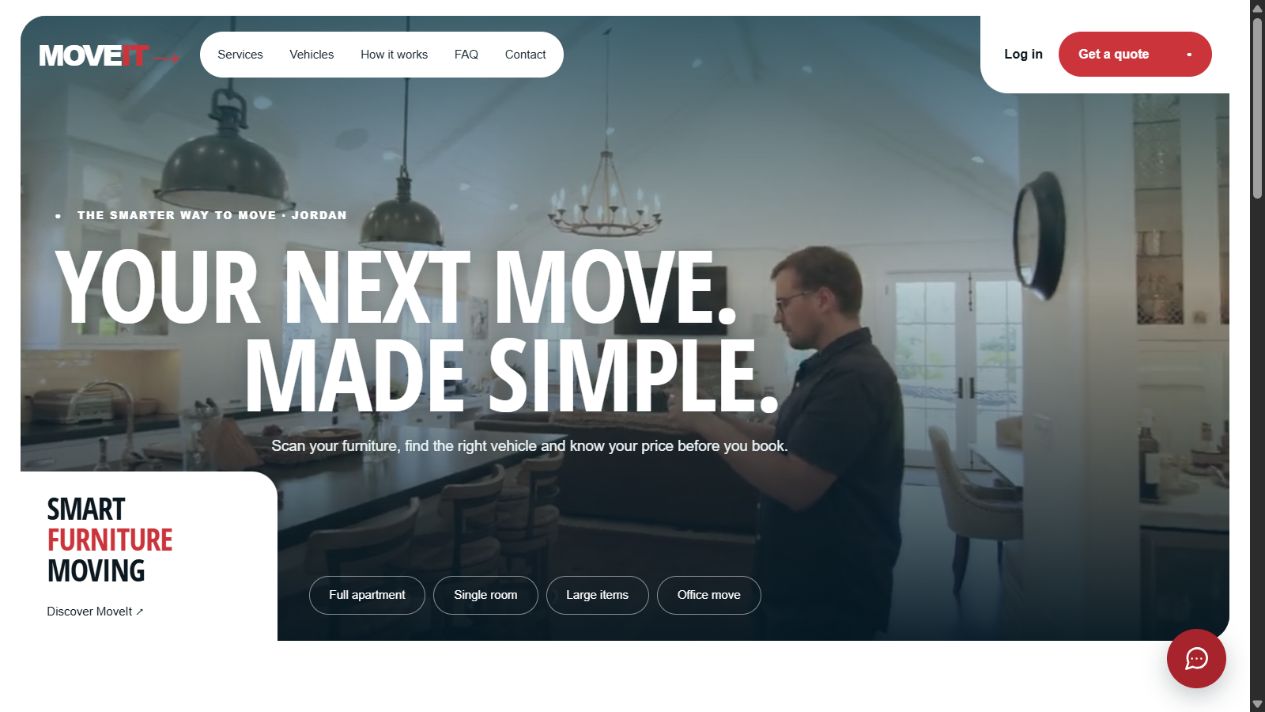 MOVEIT
Services
Vehicles
How it works
FAQ
Contact
Log in
Get a quote
THE SMARTER WAY TO MOVE · JORDAN
YOUR NEXT MOVE.
MADE SIMPLE.
Scan your furniture, find the right vehicle and know your price before you book.
SMART
FURNITURE
MOVING
Discover MoveIt ↗
Full apartment
Single room
Large items
Office move